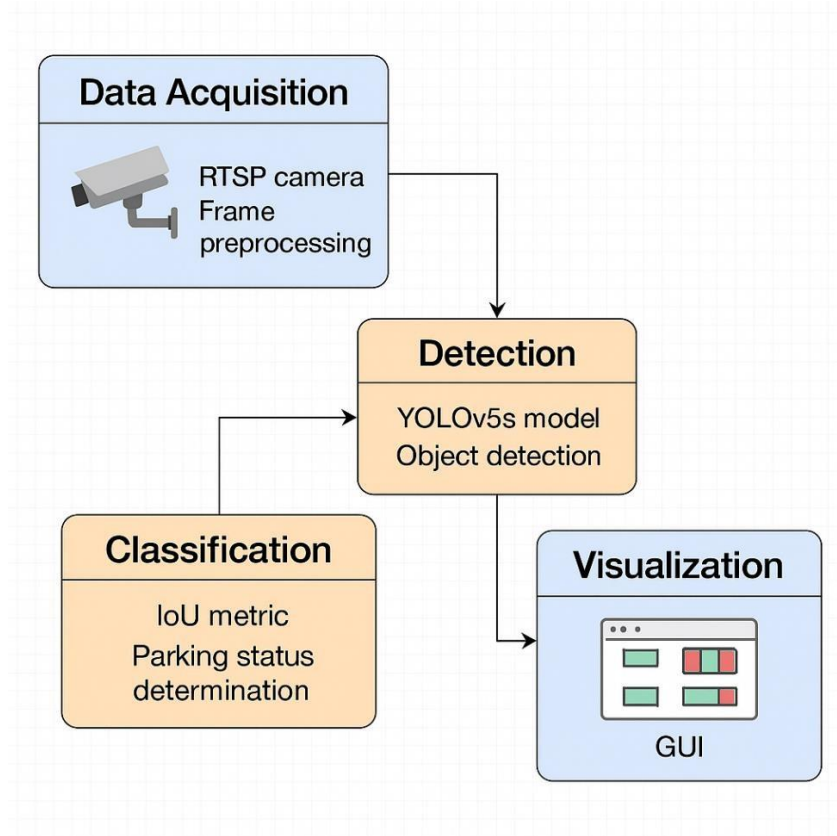 Data Acquisition
RTSP camera
Frame
preprocessing
Detection
YOLOv5s model
Object detection
Classification
IoU metric
Parking status
determination
Visualization
GUI